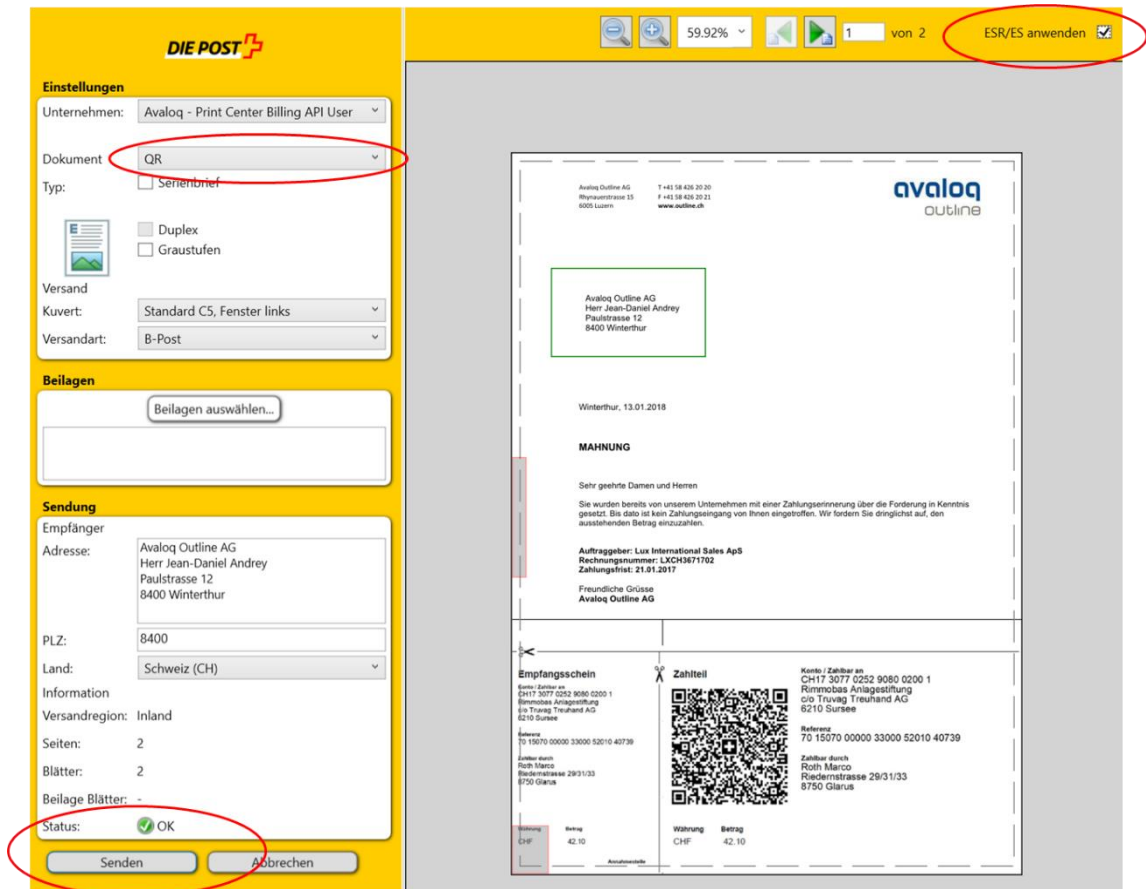 DIE POST
59.92%
1
von 2
ESR/ES anwenden
Einstellungen
Unternehmen: Avaloq - Print Center Billing API User
Dokument QR
Typ: Serienbrief
Duplex
Graustufen
Versand
Kuvert: Standard C5, Fenster links
Versandart: B-Post
Beilagen
Beilagen auswählen...
Sendung
Empfänger
Adresse: Avaloq Outline AG
Herr Jean-Daniel Andrey
Paulstrasse 12
8400 Winterthur
PLZ: 8400
Land: Schweiz (CH)
Information
Versandregion: Inland
Seiten: 2
Blätter: 2
Beilage Blätter: -
Status: OK
Senden
Abbrechen
Avaloq Outline AG T +41 58 426 20 20
Rhynauerstrasse 15 F +41 58 426 20 21
6005 Luzern www.outline.ch
avaloq
outline
Avaloq Outline AG
Herr Jean-Daniel Andrey
Paulstrasse 12
8400 Winterthur
Winterthur, 13.01.2018
MAHNUNG
Sehr geehrte Damen und Herren
Sie wurden bereits von unserem Unternehmen mit einer Zahlungserinnerung über die Forderung in Kenntnis
gesetzt. Bis dato ist kein Zahlungseingang von Ihnen eingetroffen. Wir fordern Sie dringlichst auf, den
ausstehenden Betrag einzuzahlen.
Auftraggeber: Lux International Sales ApS
Rechnungsnummer: LXCH3671702
Zahlungsfrist: 21.01.2017
Freundliche Grüsse
Avaloq Outline AG
Empfangsschein
Konto / Zahlbar an
CH17 3077 0252 9080 0200 1
Rimmobas Anlagestiftung
c/o Truvag Treuhand AG
6210 Sursee
Referenz
70 15070 00000 33000 52010 40739
Zahlbar durch
Roth Marco
Riedernstrasse 29/31/33
8750 Glarus
Währung Betrag
CHF 42.10
Annahmestelle
Zahlteil
Währung Betrag
CHF 42.10
Konto / Zahlbar an
CH17 3077 0252 9080 0200 1
Rimmobas Anlagestiftung
c/o Truvag Treuhand AG
6210 Sursee
Referenz
70 15070 00000 33000 52010 40739
Zahlbar durch
Roth Marco
Riedernstrasse 29/31/33
8750 Glarus